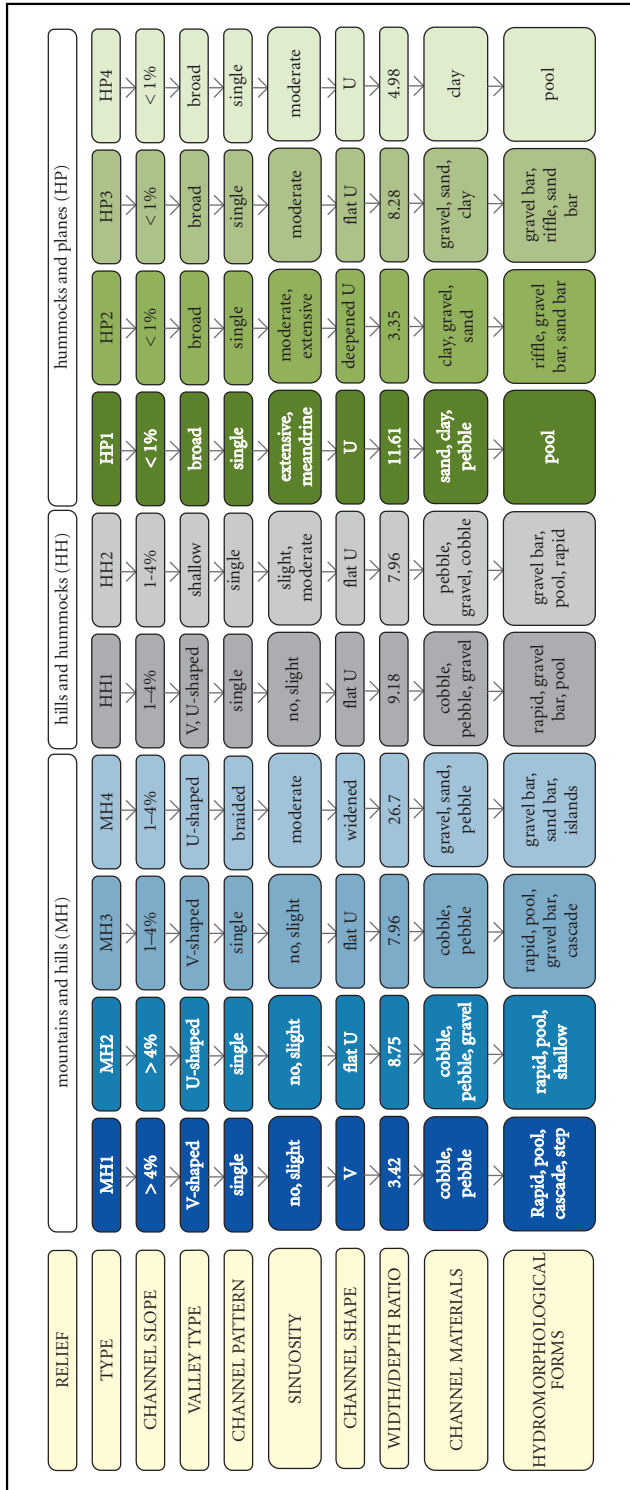 RELIEF
mountains and hills (MH)
hills and hummocks (HH)
hummocks and planes (HP)
TYPE
MH1
MH2
MH3
MH4
HH1
HH2
HP1
HP2
HP3
HP4
CHANNEL SLOPE
> 4%
> 4%
1–4%
1–4%
1–4%
1-4%
< 1%
< 1%
< 1%
< 1%
VALLEY TYPE
V-shaped
U-shaped
V-shaped
U-shaped
V, U-shaped
shallow
broad
broad
broad
broad
CHANNEL PATTERN
single
single
single
braided
single
single
single
single
single
single
SINUOSITY
no, slight
no, slight
no, slight
moderate
no, slight
slight,
moderate
extensive,
meandrine
moderate,
extensive
moderate
moderate
CHANNEL SHAPE
V
flat U
flat U
widened
flat U
flat U
U
deepened U
flat U
U
WIDTH/DEPTH RATIO
3.42
8.75
7.96
26.7
9.18
7.96
11.61
3.35
8.28
4.98
CHANNEL MATERIALS
cobble,
pebble
cobble,
pebble, gravel
cobble,
pebble
gravel, sand,
pebble
cobble,
pebble, gravel
pebble,
gravel, cobble
sand, clay,
pebble
clay, gravel,
sand
gravel, sand,
clay
clay
HYDROMORPHOLOGICAL
FORMS
Rapid, pool,
cascade, step
rapid, pool,
shallow
rapid, pool,
gravel bar,
cascade
gravel bar,
sand bar,
islands
rapid, gravel
bar, pool
gravel bar,
pool, rapid
pool
riffle, gravel
bar, sand bar
gravel bar,
riffle, sand
bar
pool